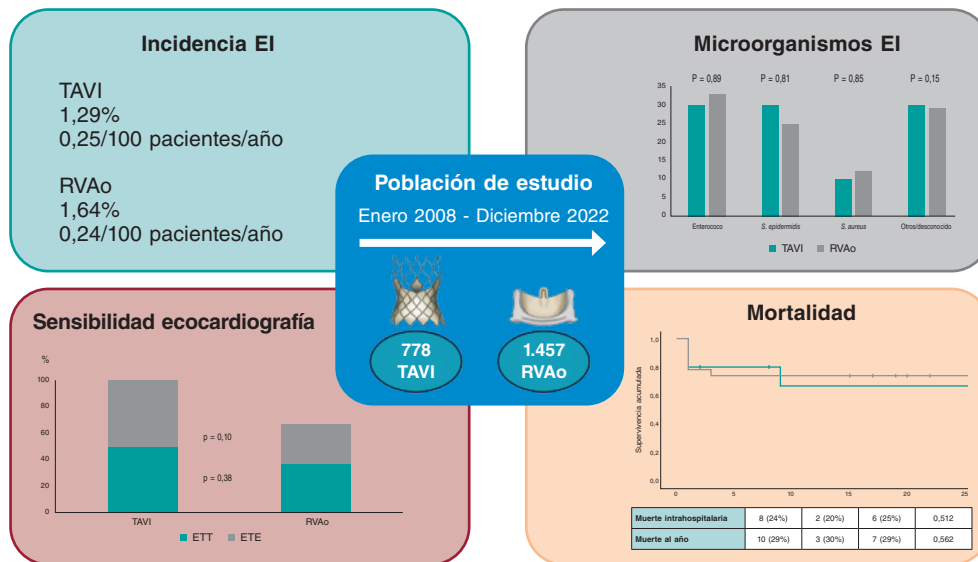 Incidencia EI
TAVI
1,29%
0,25/100 pacientes/año
RVAo
1,64%
0,24/100 pacientes/año
Microorganismos EI
P = 0,89 P = 0,81 P = 0,85 P = 0,15
35
30
25
20
15
10
5
0
Enterococo S. epidermidis S. aureus Otros/desconocido
TAVI RVAo
Población de estudio
Enero 2008 - Diciembre 2022
778
TAVI
1.457
RVAo
Sensibilidad ecocardiografía
%
100
80
60
40
20
0
p = 0,10
p = 0,38
TAVI RVAo
ETT ETE
Mortalidad
Supervivencia acumulada
1,0
0,8
0,6
0,4
0,2
0,0
0 5 10 15 20 25
Muerte intrahospitalaria 8 (24%) 2 (20%) 6 (25%) 0,512
Muerte al año 10 (29%) 3 (30%) 7 (29%) 0,562